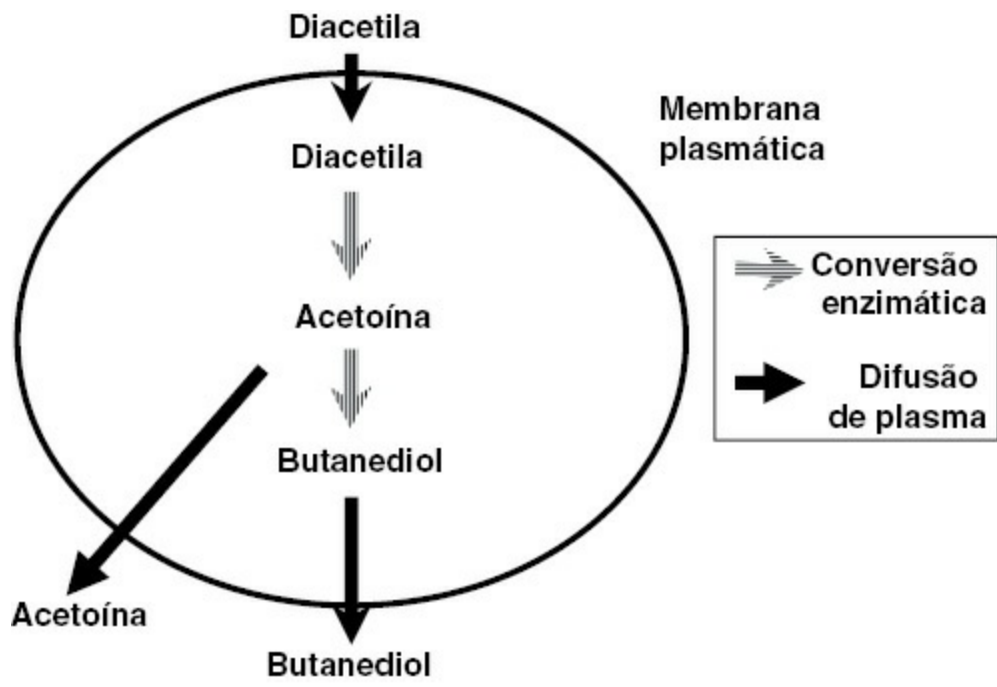 Diacetila
Membrana
plasmática
Diacetila
Conversão
enzimática
Acetoína
Difusão
de plasma
Butanediol
Acetoína
Butanediol